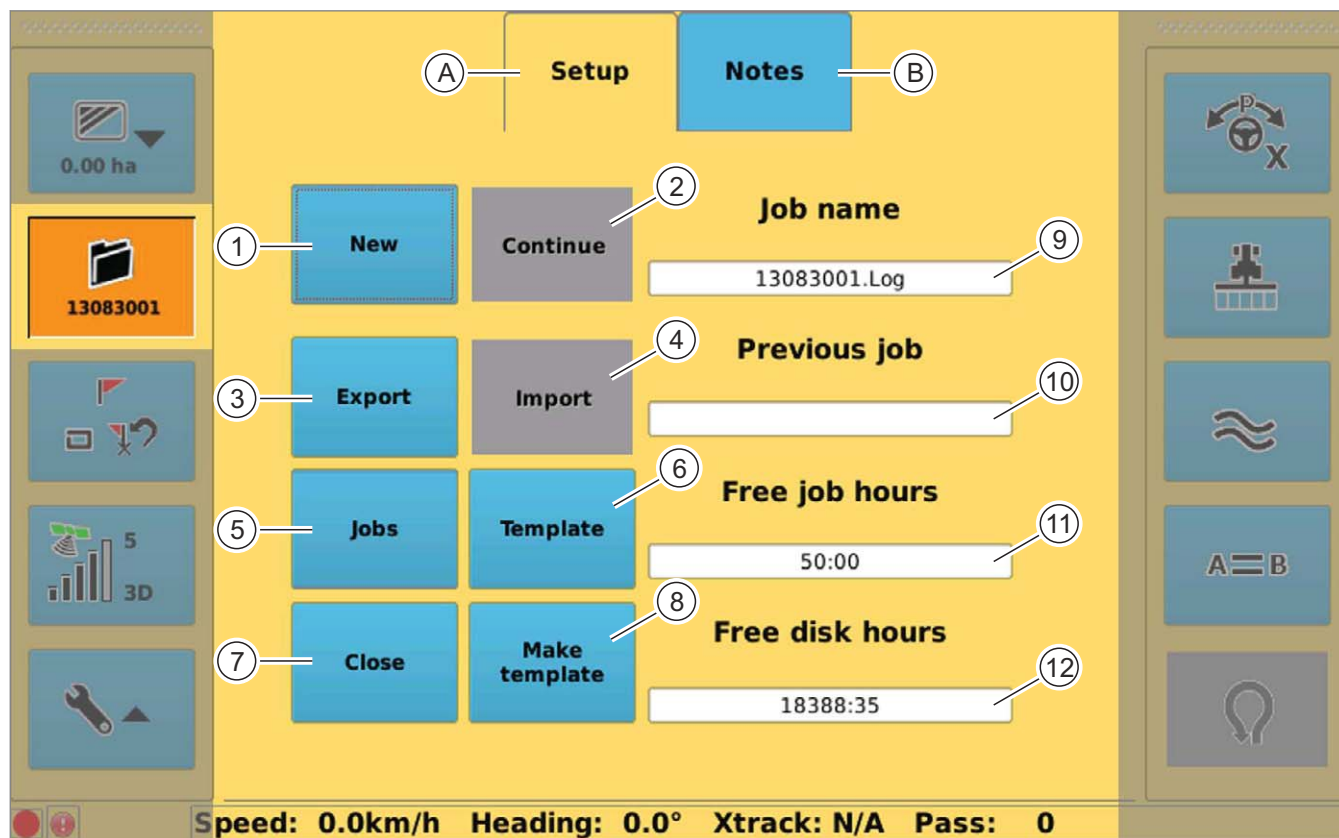 A
Setup
Notes
B
0.00 ha
P
X
1
New
2
Continue
Job name
9
13083001.Log
13083001
3
Export
4
Import
Previous job
10
5
Jobs
6
Template
Free job hours
11
50:00
5
3D
A B
7
Close
8
Make
template
Free disk hours
12
18388:35
Speed: 0.0km/h Heading: 0.0° Xtrack: N/A Pass: 0